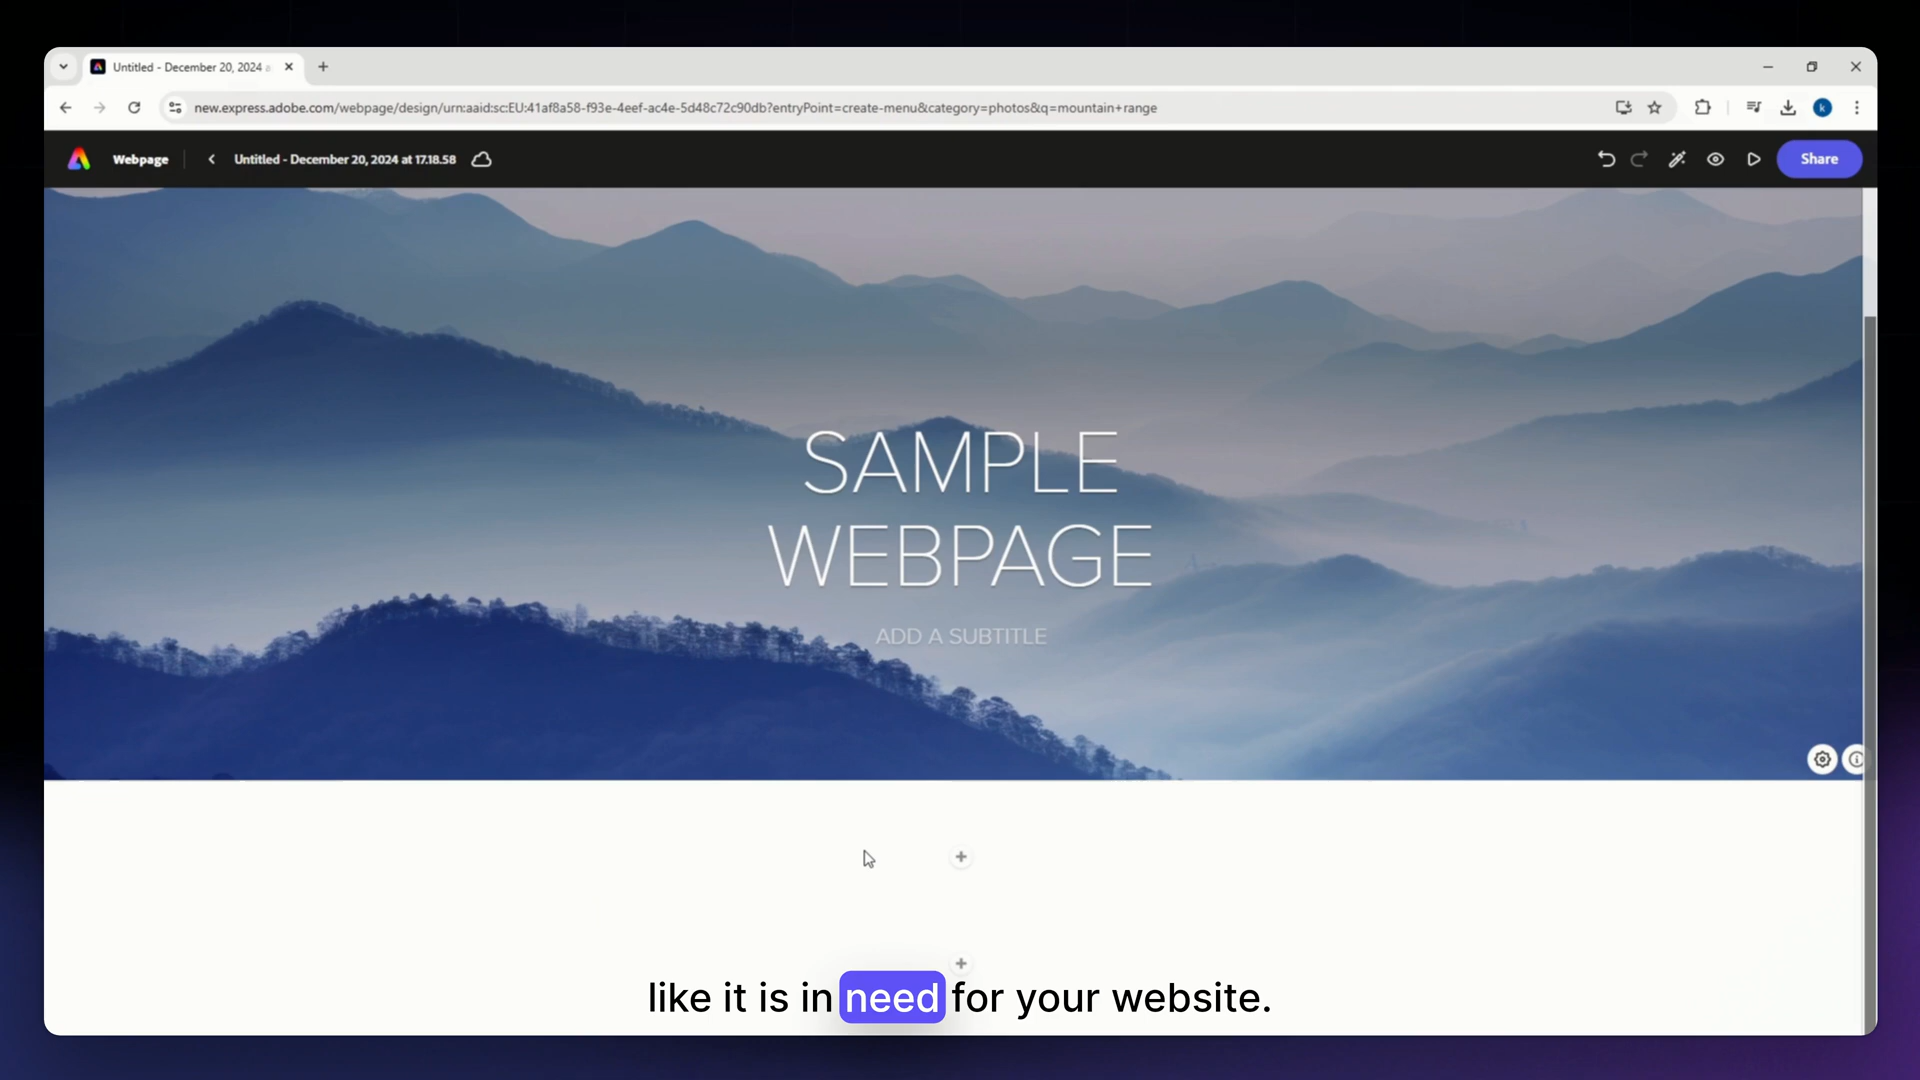 Untitled - December 20, 2024 a
new.express.adobe.com/webpage/design/urn:aaid:sc:EU:41af8a58-f93e-4eef-ac4e-5d48c72c90db?entryPoint=create-menu&category=photos&q=mountain+range
k
Webpage
Untitled - December 20, 2024 at 17.18.58
Share
SAMPLE
WEBPAGE
ADD A SUBTITLE
like it is in need for your website.